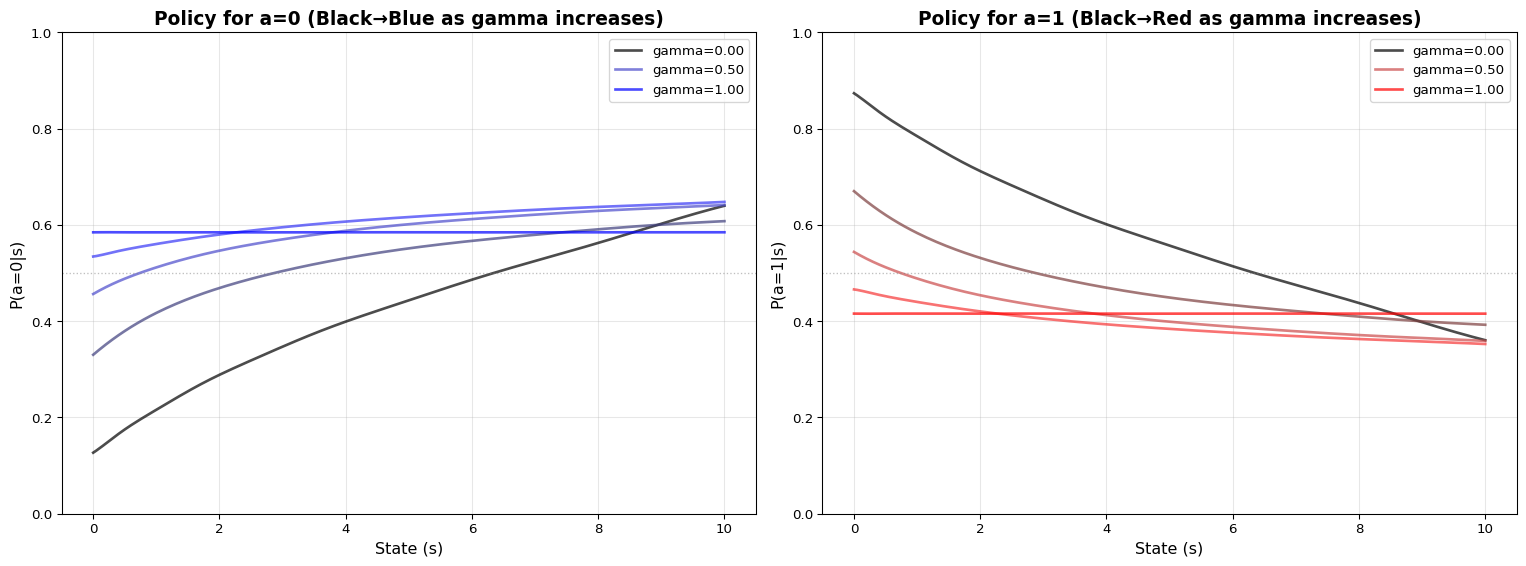 Policy for a=0 (Black→Blue as gamma increases)
1.0
0.8
0.6
0.4
0.2
0.0
P(a=0|s)
gamma=0.00
gamma=0.50
gamma=1.00
0 2 4 6 8 10
State (s)
Policy for a=1 (Black→Red as gamma increases)
1.0
0.8
0.6
0.4
0.2
0.0
P(a=1|s)
gamma=0.00
gamma=0.50
gamma=1.00
0 2 4 6 8 10
State (s)